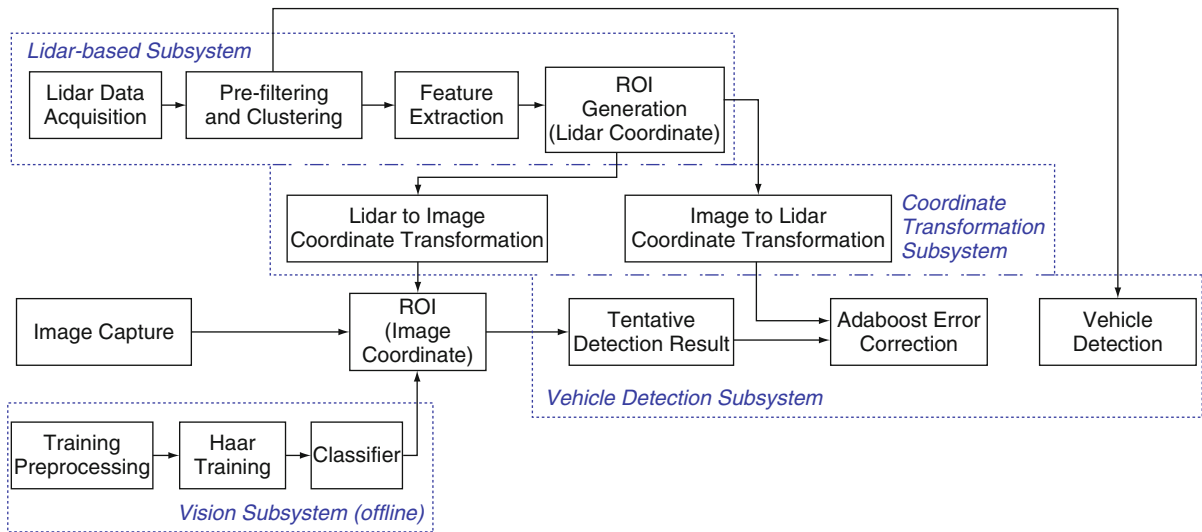 Lidar-based Subsystem
Lidar Data
Acquisition
Pre-filtering
and Clustering
Feature
Extraction
ROI
Generation
(Lidar Coordinate)
Lidar to Image
Coordinate Transformation
Image to Lidar
Coordinate Transformation
Coordinate
Transformation
Subsystem
Image Capture
ROI
(Image
Coordinate)
Tentative
Detection Result
Adaboost Error
Correction
Vehicle
Detection
Vehicle Detection Subsystem
Training
Preprocessing
Haar
Training
Classifier
Vision Subsystem (offline)